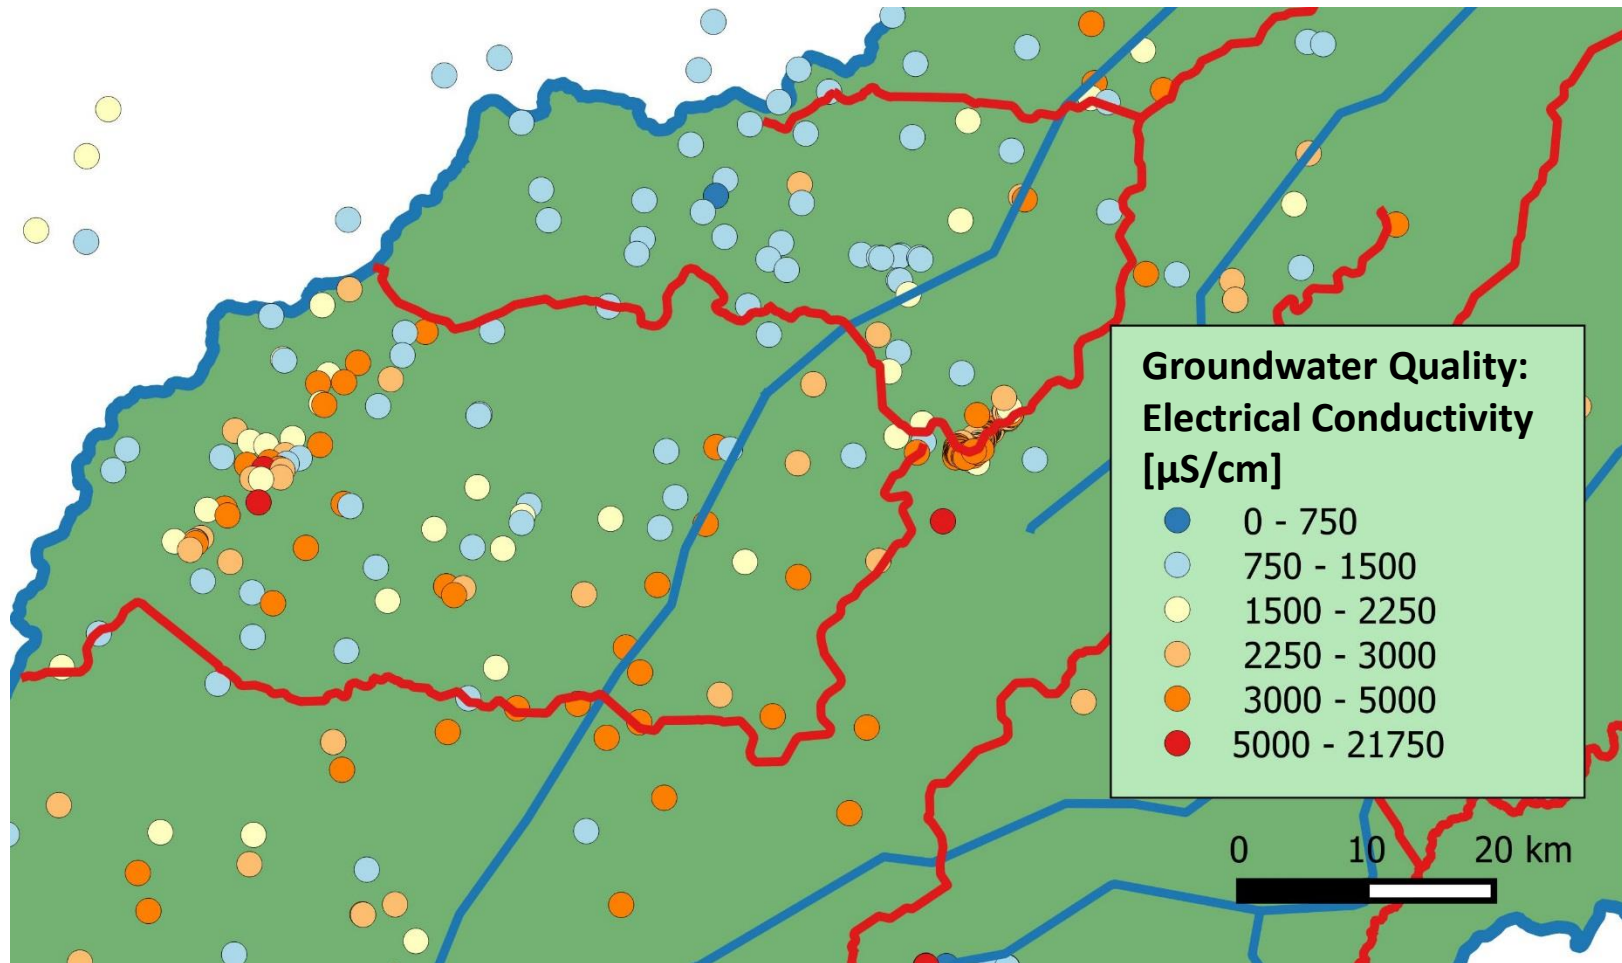 Groundwater Quality:
Electrical Conductivity
[µS/cm]
0 - 750
750 - 1500
1500 - 2250
2250 - 3000
3000 - 5000
5000 - 21750
0 10 20 km